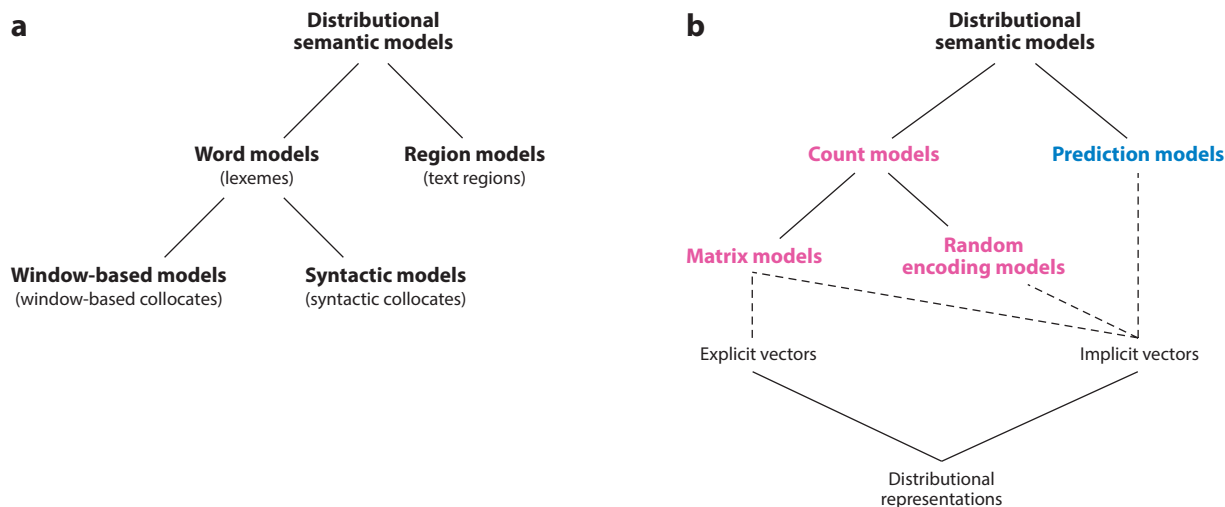 a
Distributional
semantic models
Word models
(lexemes)
Region models
(text regions)
Window-based models
(window-based collocates)
Syntactic models
(syntactic collocates)
b
Distributional
semantic models
Count models
Prediction models
Matrix models
Random
encoding models
Explicit vectors
Implicit vectors
Distributional
representations